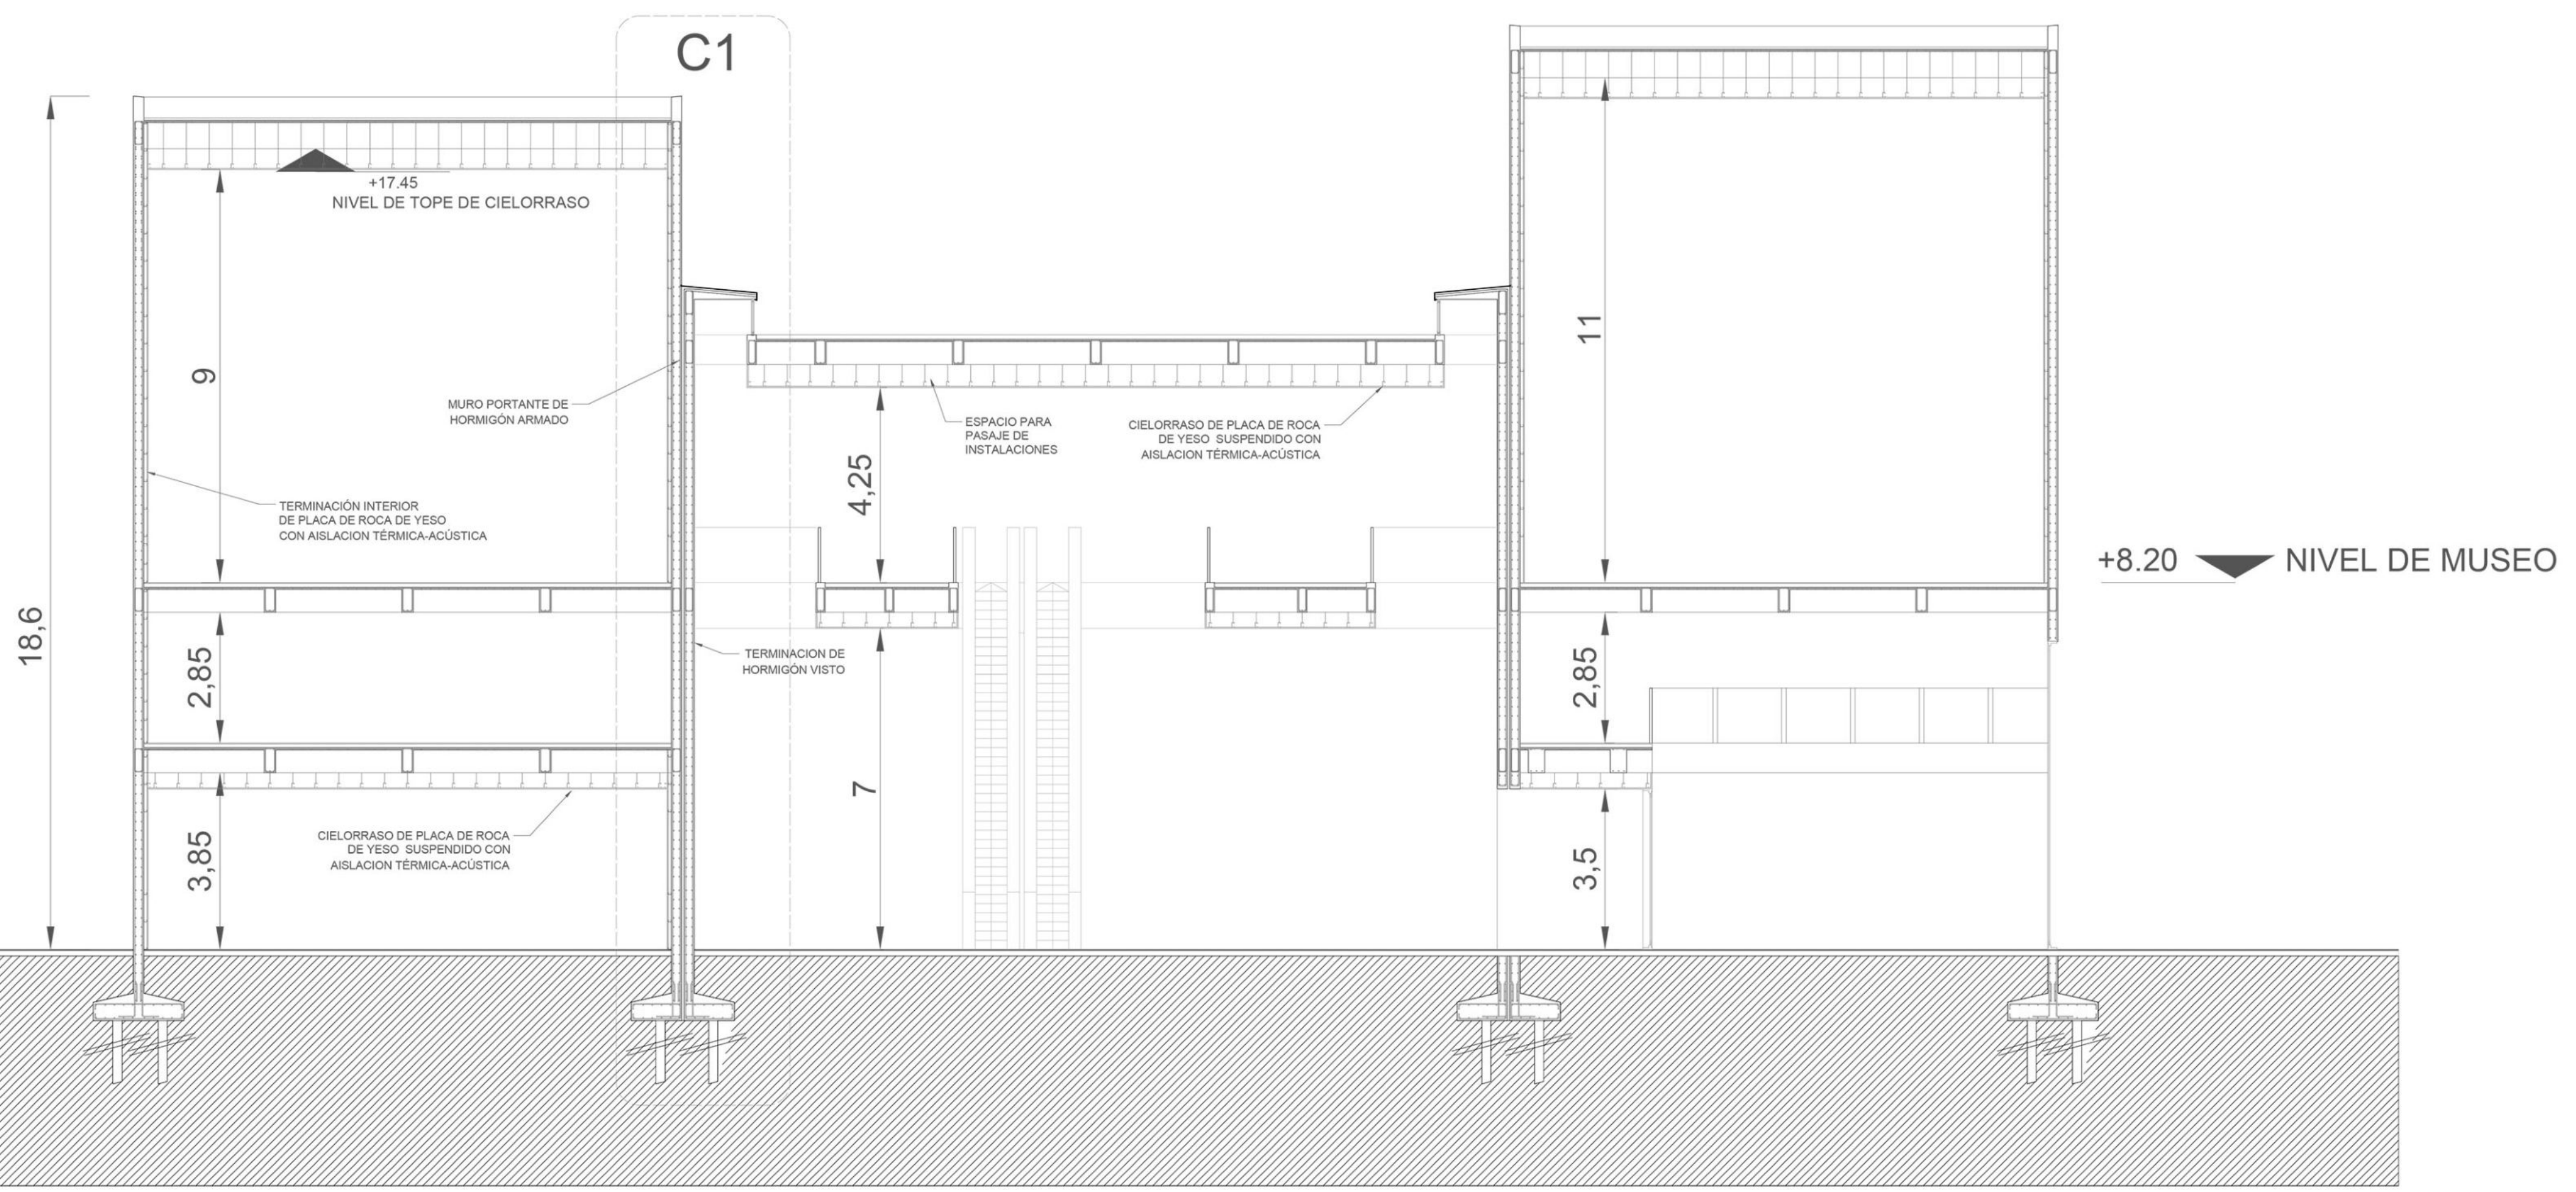 C1
+17.45
NIVEL DE TOPE DE CIELORRASO
9
11
MURO PORTANTE DE
HORMIGÓN ARMADO
ESPACIO PARA
PASAJE DE
INSTALACIONES
CIELORRASO DE PLACA DE ROCA
DE YESO SUSPENDIDO CON
AISLACION TÉRMICA-ACÚSTICA
4,25
TERMINACIÓN INTERIOR
DE PLACA DE ROCA DE YESO
CON AISLACION TÉRMICA-ACÚSTICA
+8.20 NIVEL DE MUSEO
18,6
2,85
TERMINACION DE
HORMIGÓN VISTO
2,85
7
CIELORRASO DE PLACA DE ROCA
DE YESO SUSPENDIDO CON
AISLACION TÉRMICA-ACÚSTICA
3,85
3,5